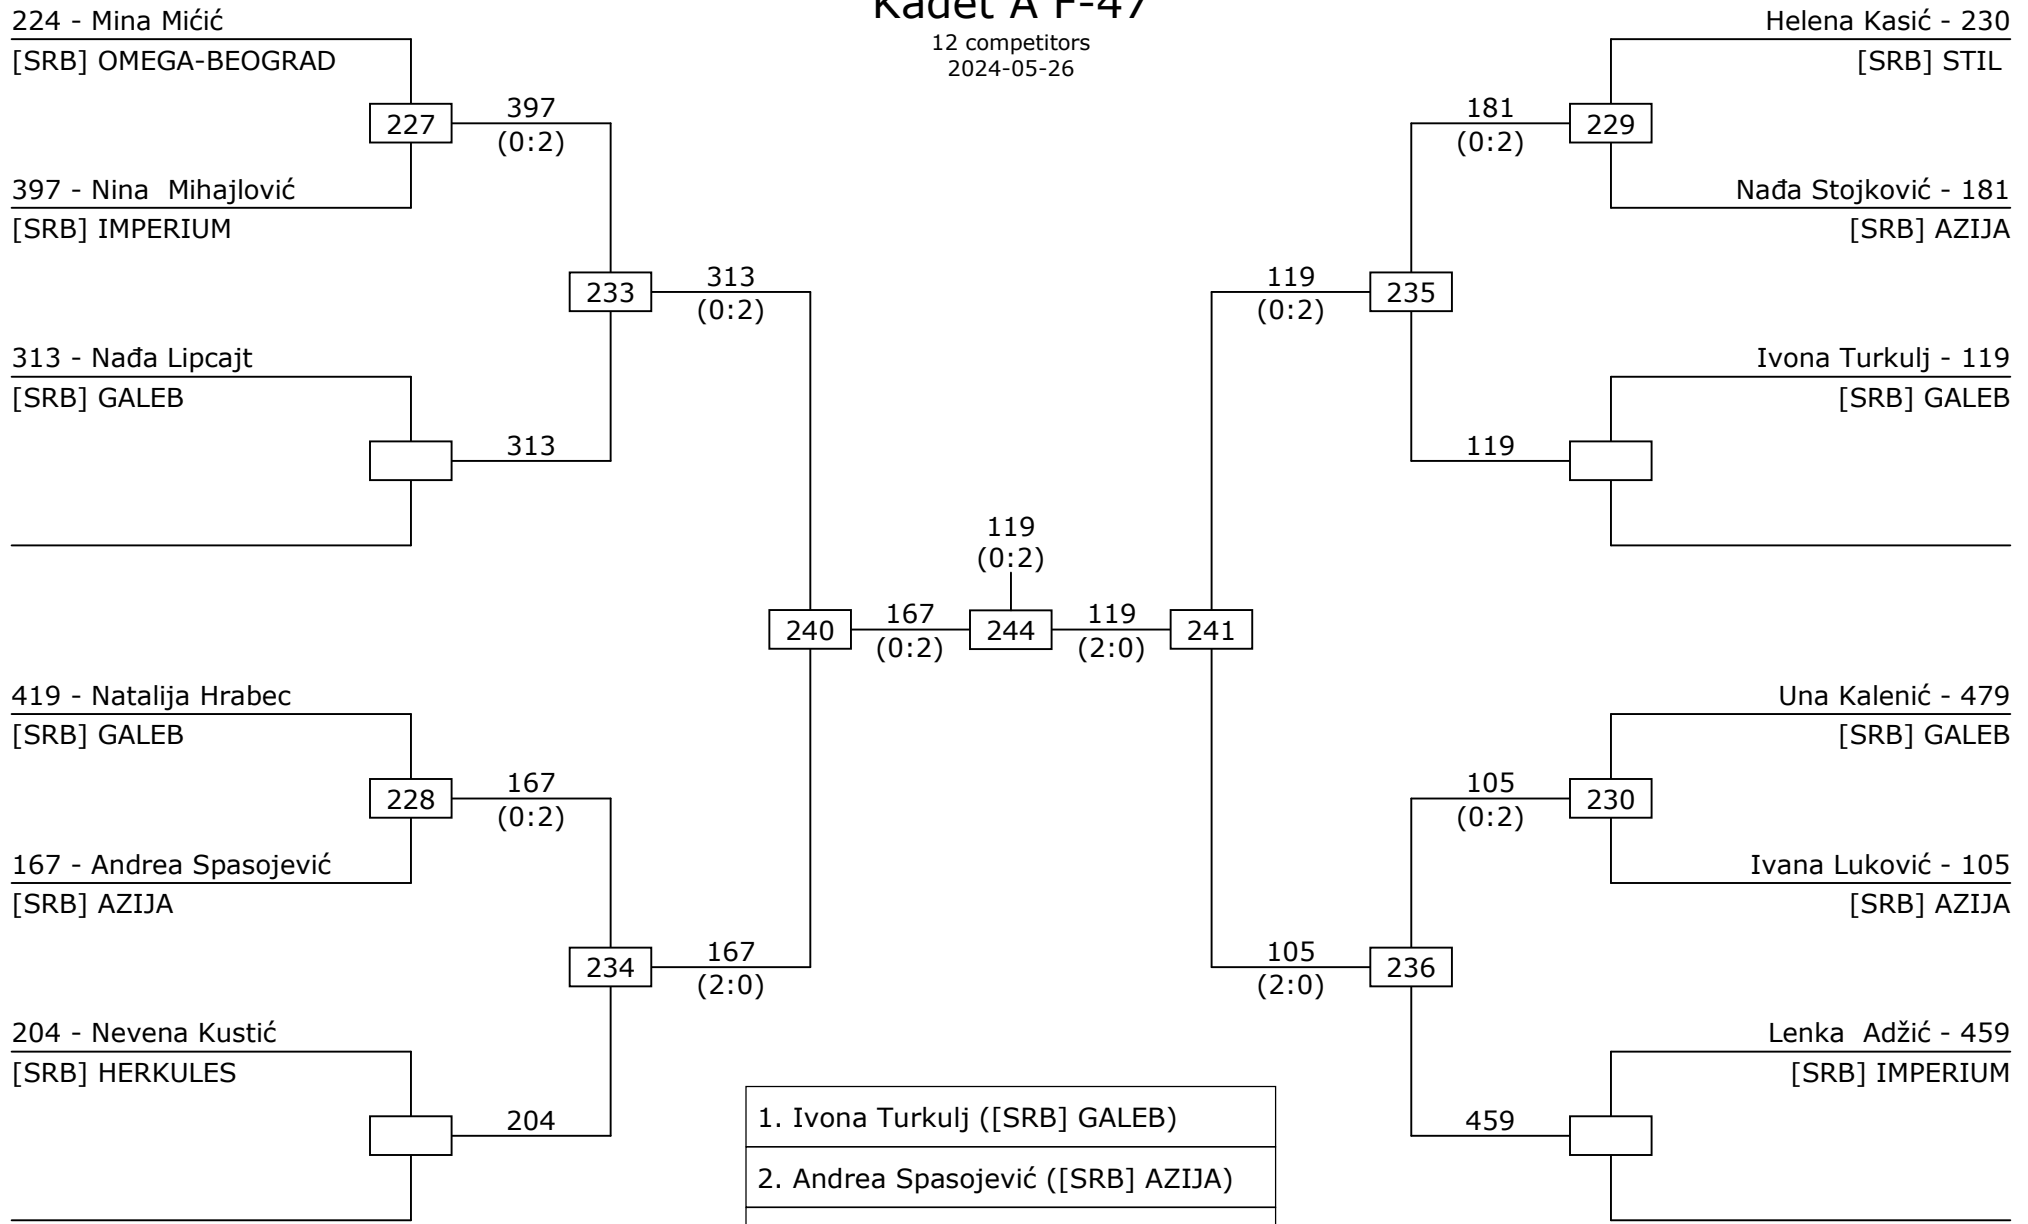 Kadet A F-47
12 competitors
2024-05-26
224 - Mina Mićić
[SRB] OMEGA-BEOGRAD
227
397
(0:2)
397 - Nina  Mihajlović
[SRB] IMPERIUM
233
313
(0:2)
313 - Nađa Lipcajt
[SRB] GALEB
313
419 - Natalija Hrabec
[SRB] GALEB
228
167
(0:2)
167 - Andrea Spasojević
[SRB] AZIJA
234
167
(2:0)
204 - Nevena Kustić
[SRB] HERKULES
204
240
167
(0:2)
119
(0:2)
244
119
(2:0)
241
Helena Kasić - 230
[SRB] STIL
181
(0:2)
229
Nađa Stojković - 181
[SRB] AZIJA
119
(0:2)
235
Ivona Turkulj - 119
[SRB] GALEB
119
Una Kalenić - 479
[SRB] GALEB
105
(0:2)
230
Ivana Luković - 105
[SRB] AZIJA
105
(2:0)
236
Lenka  Adžić - 459
[SRB] IMPERIUM
459
1. Ivona Turkulj ([SRB] GALEB)
2. Andrea Spasojević ([SRB] AZIJA)